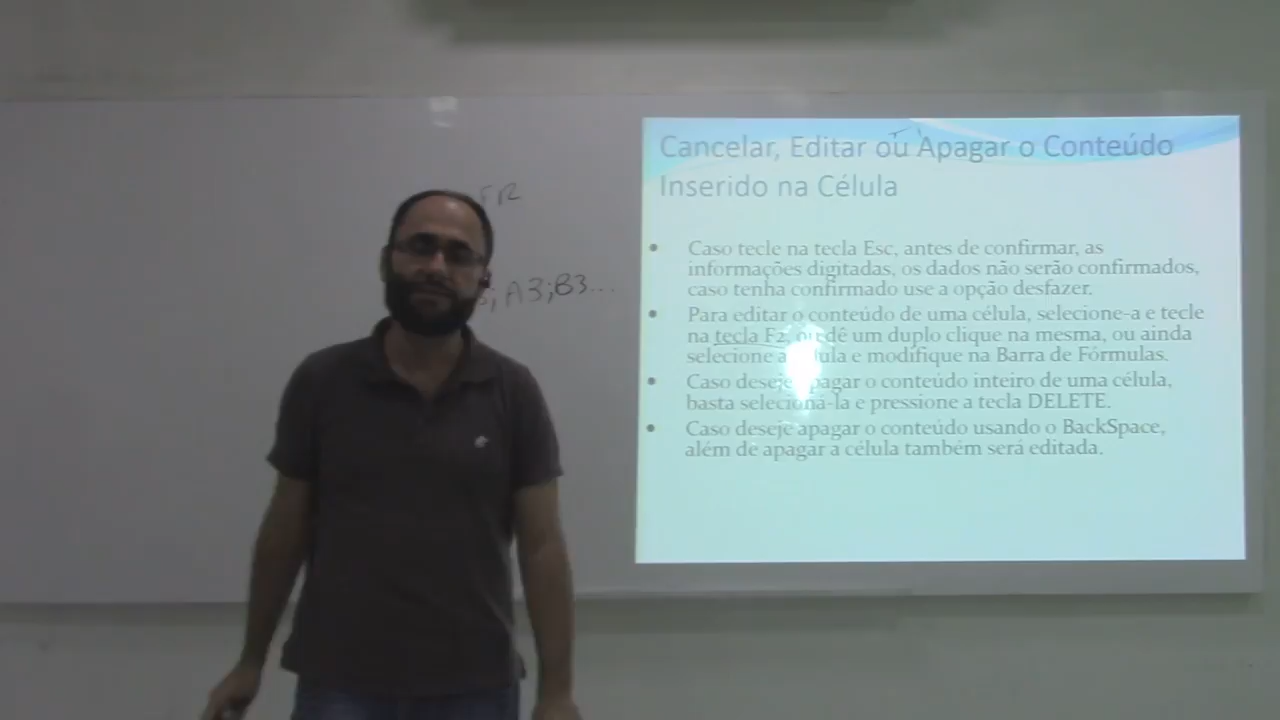 Cancelar, Editar ou Apagar o Conteúdo
Inserido na Célula
• Caso tecle na tecla Esc, antes de confirmar, as
informações digitadas, os dados não serão confirmados,
caso tenha confirmado use a opção desfazer.
• Para editar o conteúdo de uma célula, selecione-a e tecle
na tecla F2, ou dê um duplo clique na mesma, ou ainda
selecione a célula e modifique na Barra de Fórmulas.
• Caso deseje apagar o conteúdo inteiro de uma célula,
basta selecioná-la e pressione a tecla DELETE.
• Caso deseje apagar o conteúdo usando o BackSpace,
além de apagar a célula também será editada.
; A3;B3...